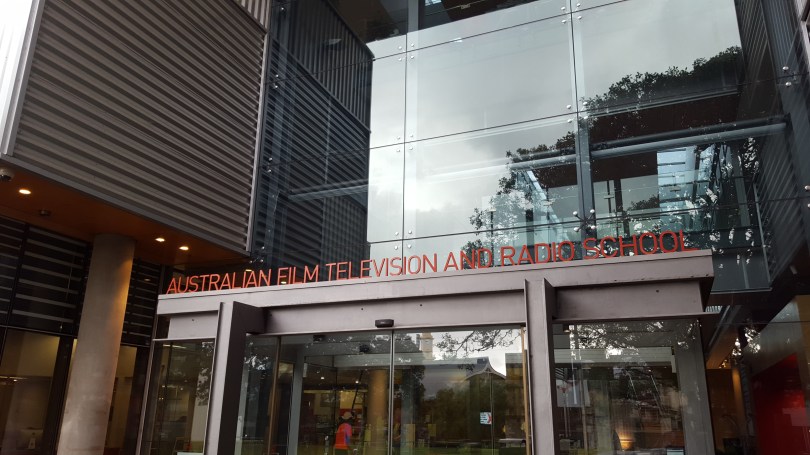 AUSTRALIAN FILM TELEVISION AND RADIO SCHOOL